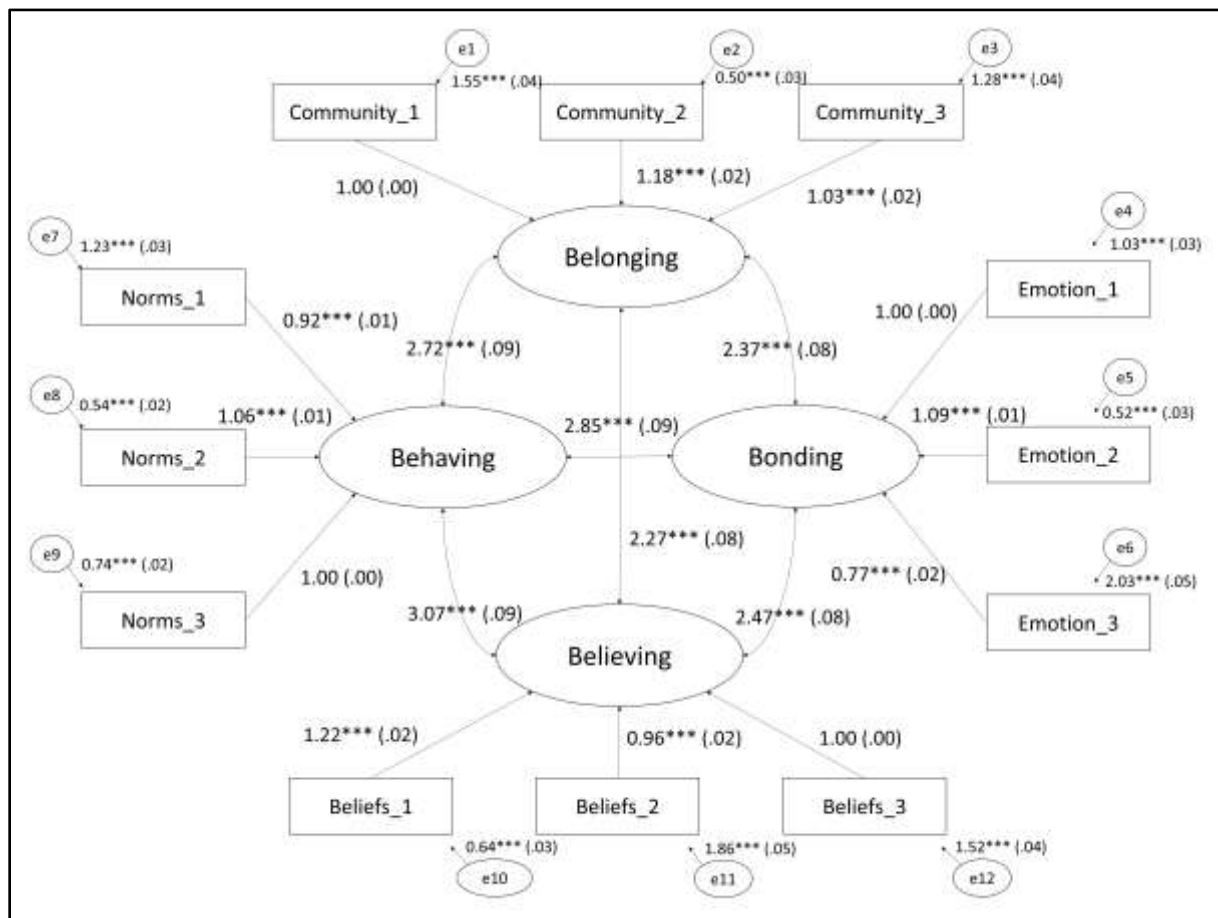 e1
e2
e3
1.55*** (.04)
0.50*** (.03)
1.28*** (.04)
Community_1
Community_2
Community_3
1.00 (.00)
1.18*** (.02)
1.03*** (.02)
e7
1.23*** (.03)
Norms_1
Belonging
e4
1.03*** (.03)
Emotion_1
0.92*** (.01)
1.00 (.00)
2.72*** (.09)
2.37*** (.08)
e8
0.54*** (.02)
1.06*** (.01)
Norms_2
Behaving
2.85*** (.09)
Bonding
e5
0.52*** (.03)
1.09*** (.01)
Emotion_2
e9
0.74*** (.02)
1.00 (.00)
Norms_3
2.27*** (.08)
3.07*** (.09)
2.47*** (.08)
0.77*** (.02)
e6
2.03*** (.05)
Emotion_3
Believing
1.22*** (.02)
0.96*** (.02)
1.00 (.00)
Beliefs_1
Beliefs_2
Beliefs_3
0.64*** (.03)
1.86*** (.05)
1.52*** (.04)
e10
e11
e12